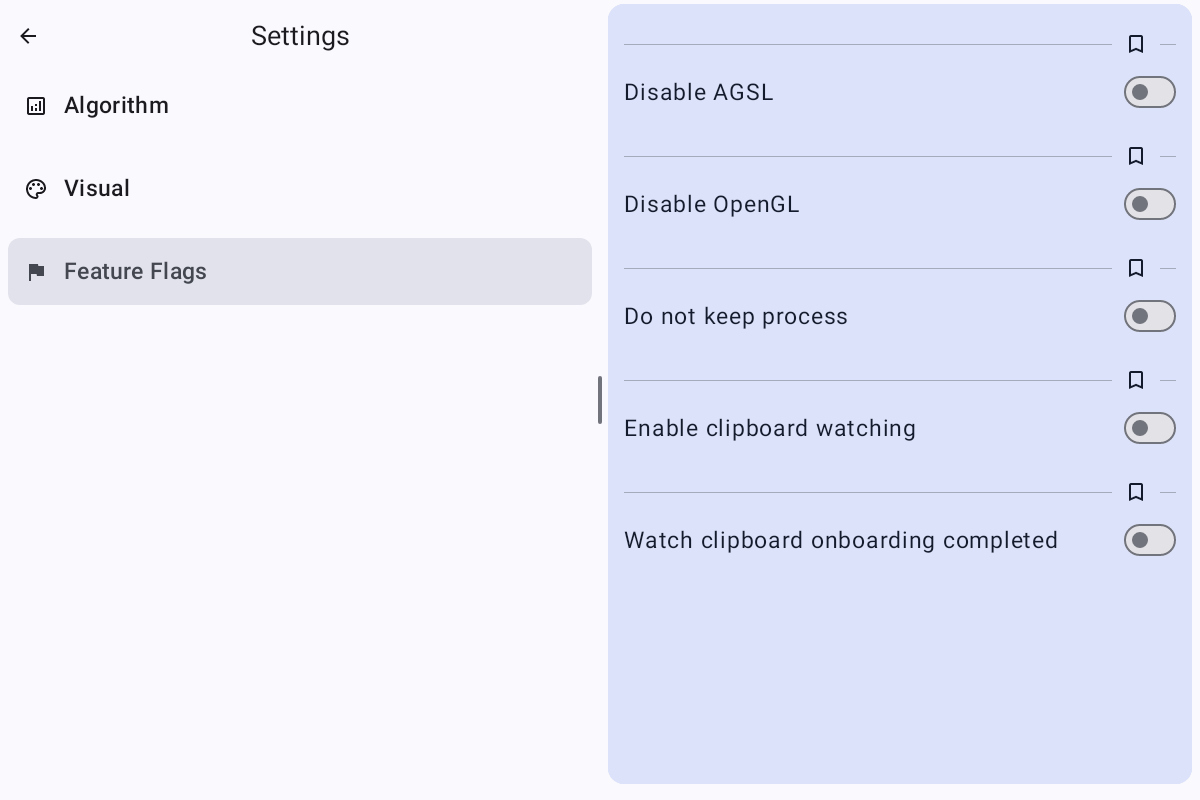 Settings
Algorithm
Visual
Feature Flags
Disable AGSL
Disable OpenGL
Do not keep process
Enable clipboard watching
Watch clipboard onboarding completed